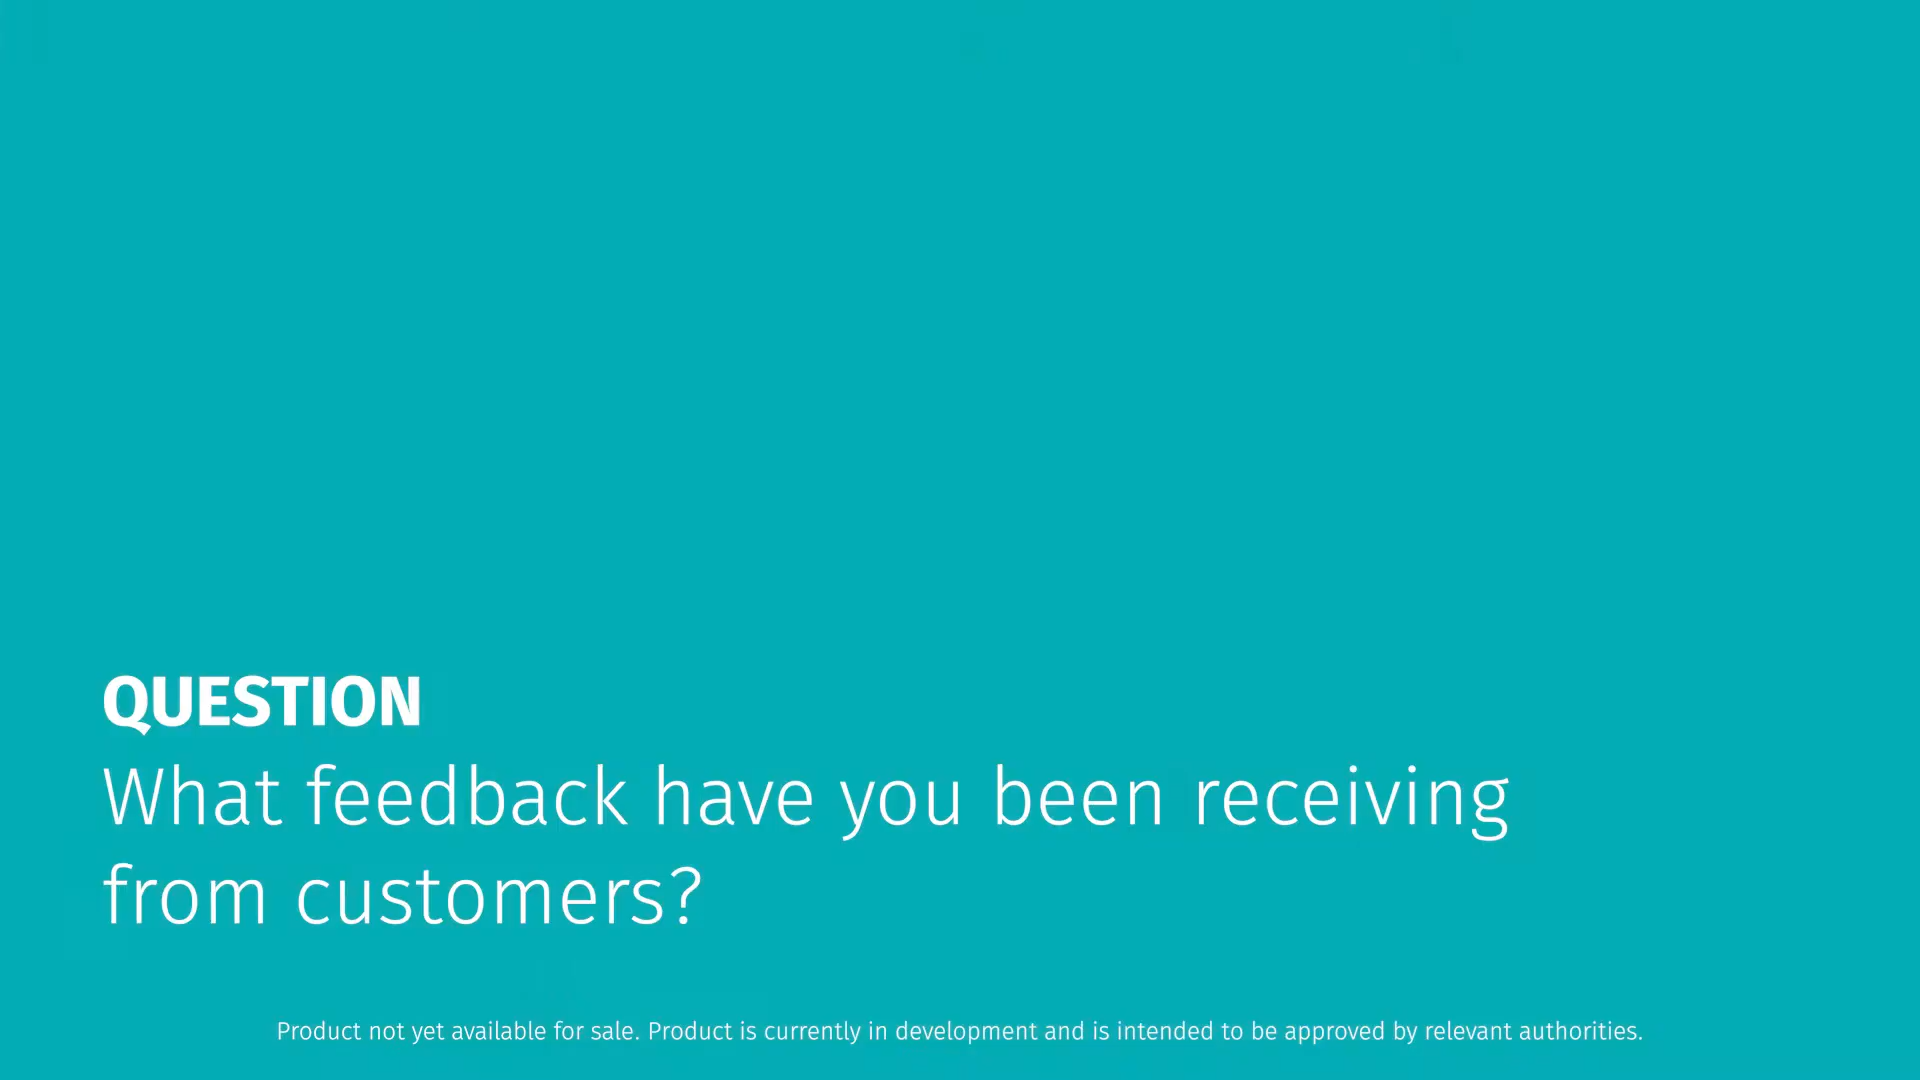 QUESTION
What feedback have you been receiving
from customers?
Product not yet available for sale. Product is currently in development and is intended to be approved by relevant authorities.